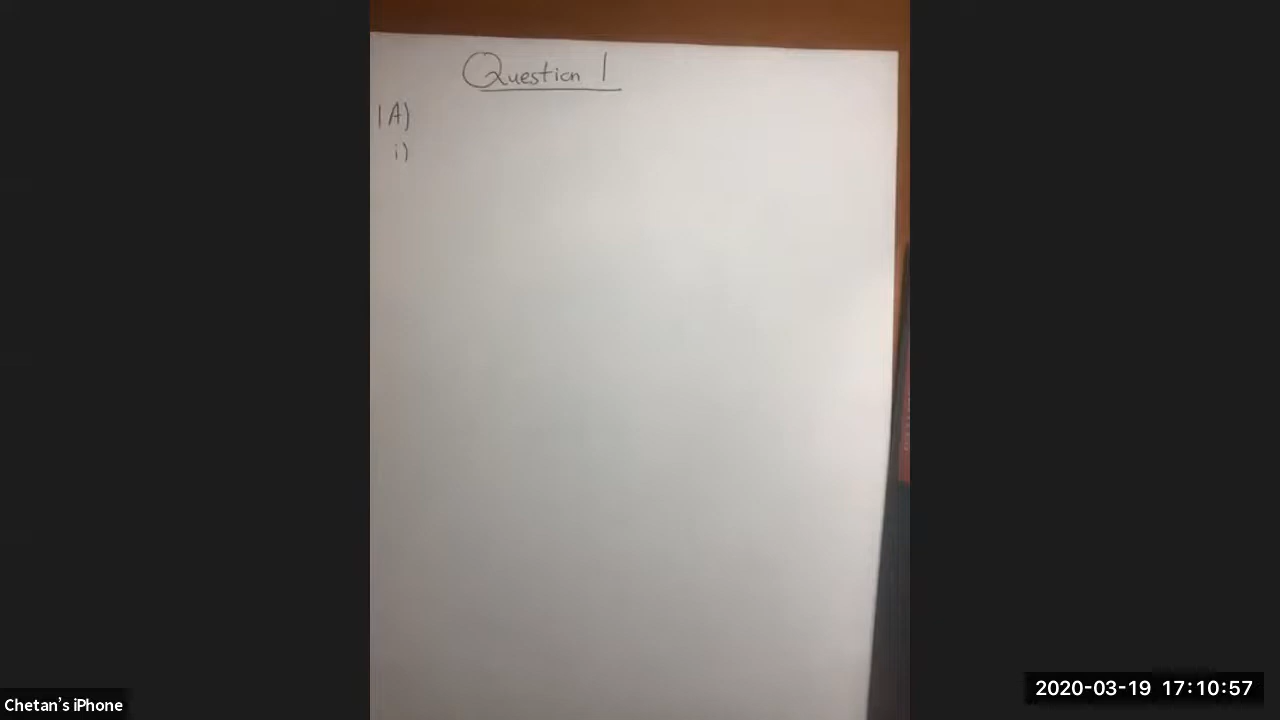 Question 1
1A)
i)
Chetan's iPhone
2020-03-19 17:10:57